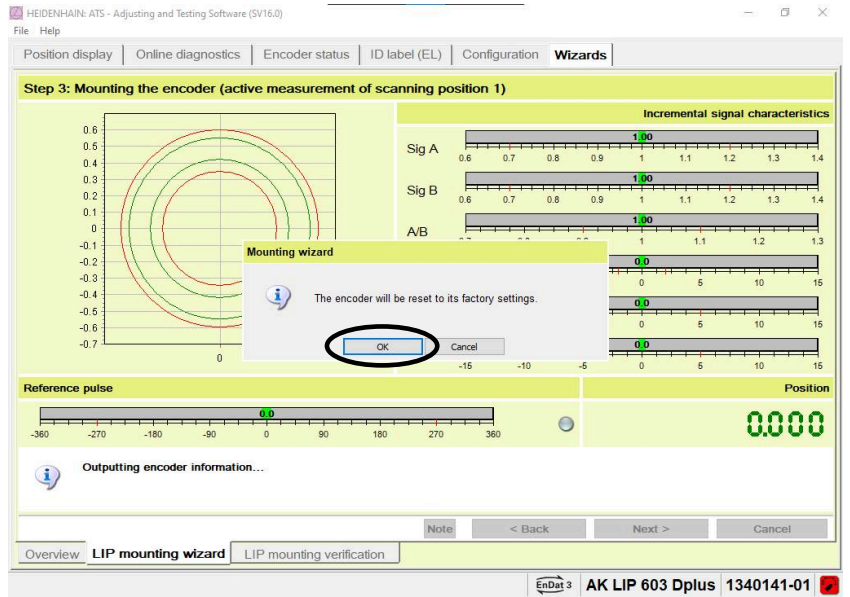 HEIDENHAIN: ATS - Adjusting and Testing Software (SV16.0)
File Help
Position display Online diagnostics Encoder status ID label (EL) Configuration Wizards
Step 3: Mounting the encoder (active measurement of scanning position 1)
Incremental signal characteristics
0.6
0.5
0.4
0.3
0.2
0.1
0
-0.1
-0.2
-0.3
-0.4
-0.5
-0.6
-0.7
0
Sig A
1.00
0.6 0.7 0.8 0.9 1 1.1 1.2 1.3 1.4
Sig B
1.00
0.6 0.7 0.8 0.9 1 1.1 1.2 1.3 1.4
A/B
1.00
1 1.1 1.2 1.3
0.0
0 5 10 15
0.0
0 5 10 15
0.0
-15 -10 -5 0 5 10 15
Mounting wizard
The encoder will be reset to its factory settings.
OK Cancel
Reference pulse
Position
0.0
-360 -270 -180 -90 0 90 180 270 360
0.000
Outputting encoder information...
Note < Back Next > Cancel
Overview LIP mounting wizard LIP mounting verification
EnDat 3 AK LIP 603 Dplus 1340141-01